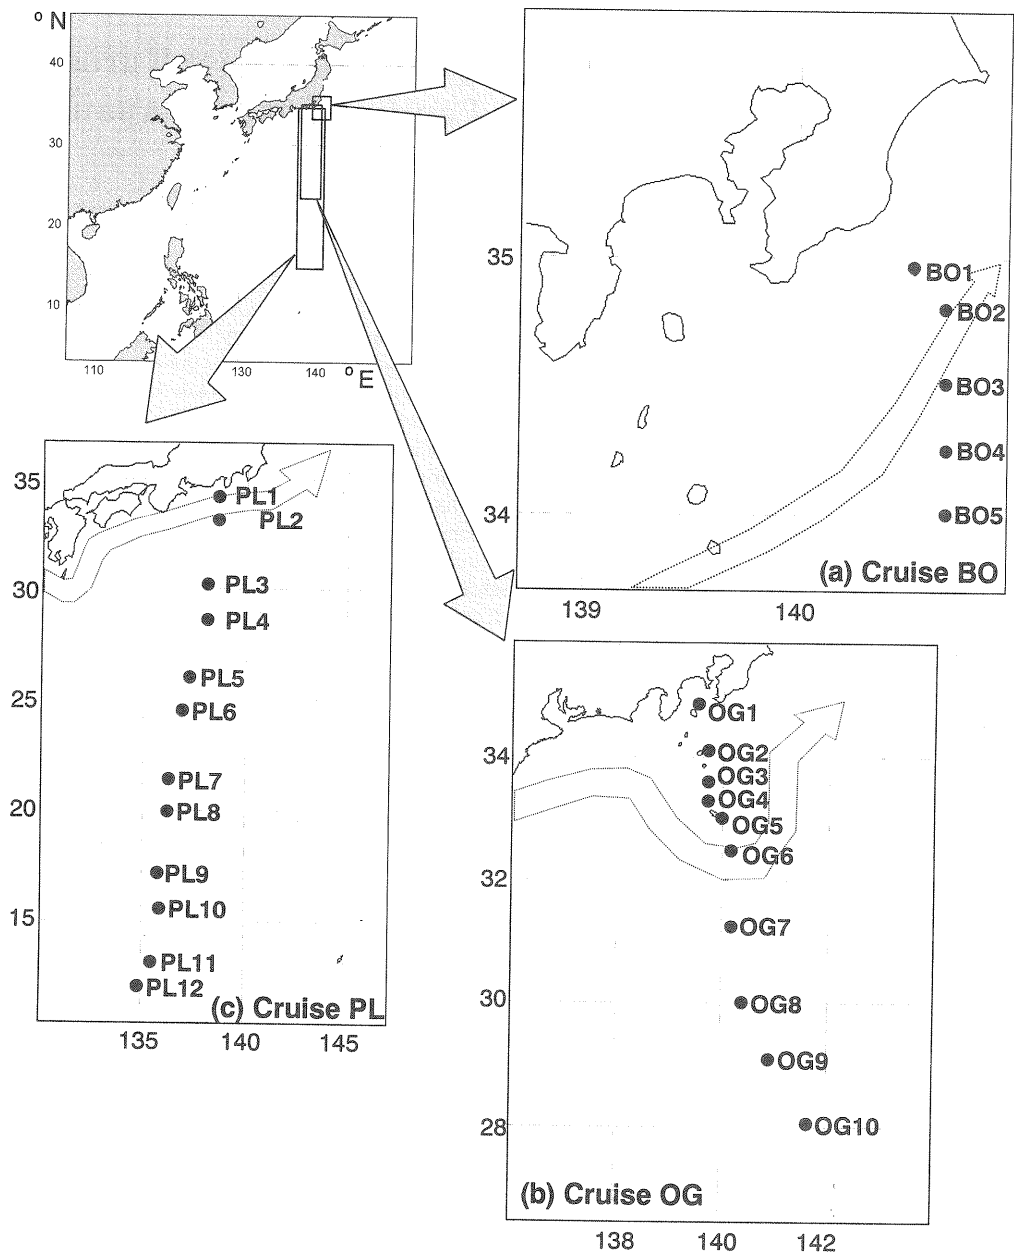 ° N
40
30
20
10
110
130
140
° E
35
34
139
140
BO1
BO2
BO3
BO4
BO5
(a) Cruise BO
35
30
25
20
15
135
140
145
PL1
PL2
PL3
PL4
PL5
PL6
PL7
PL8
PL9
PL10
PL11
PL12
(c) Cruise PL
34
32
30
28
138
140
142
OG1
OG2
OG3
OG4
OG5
OG6
OG7
OG8
OG9
OG10
(b) Cruise OG